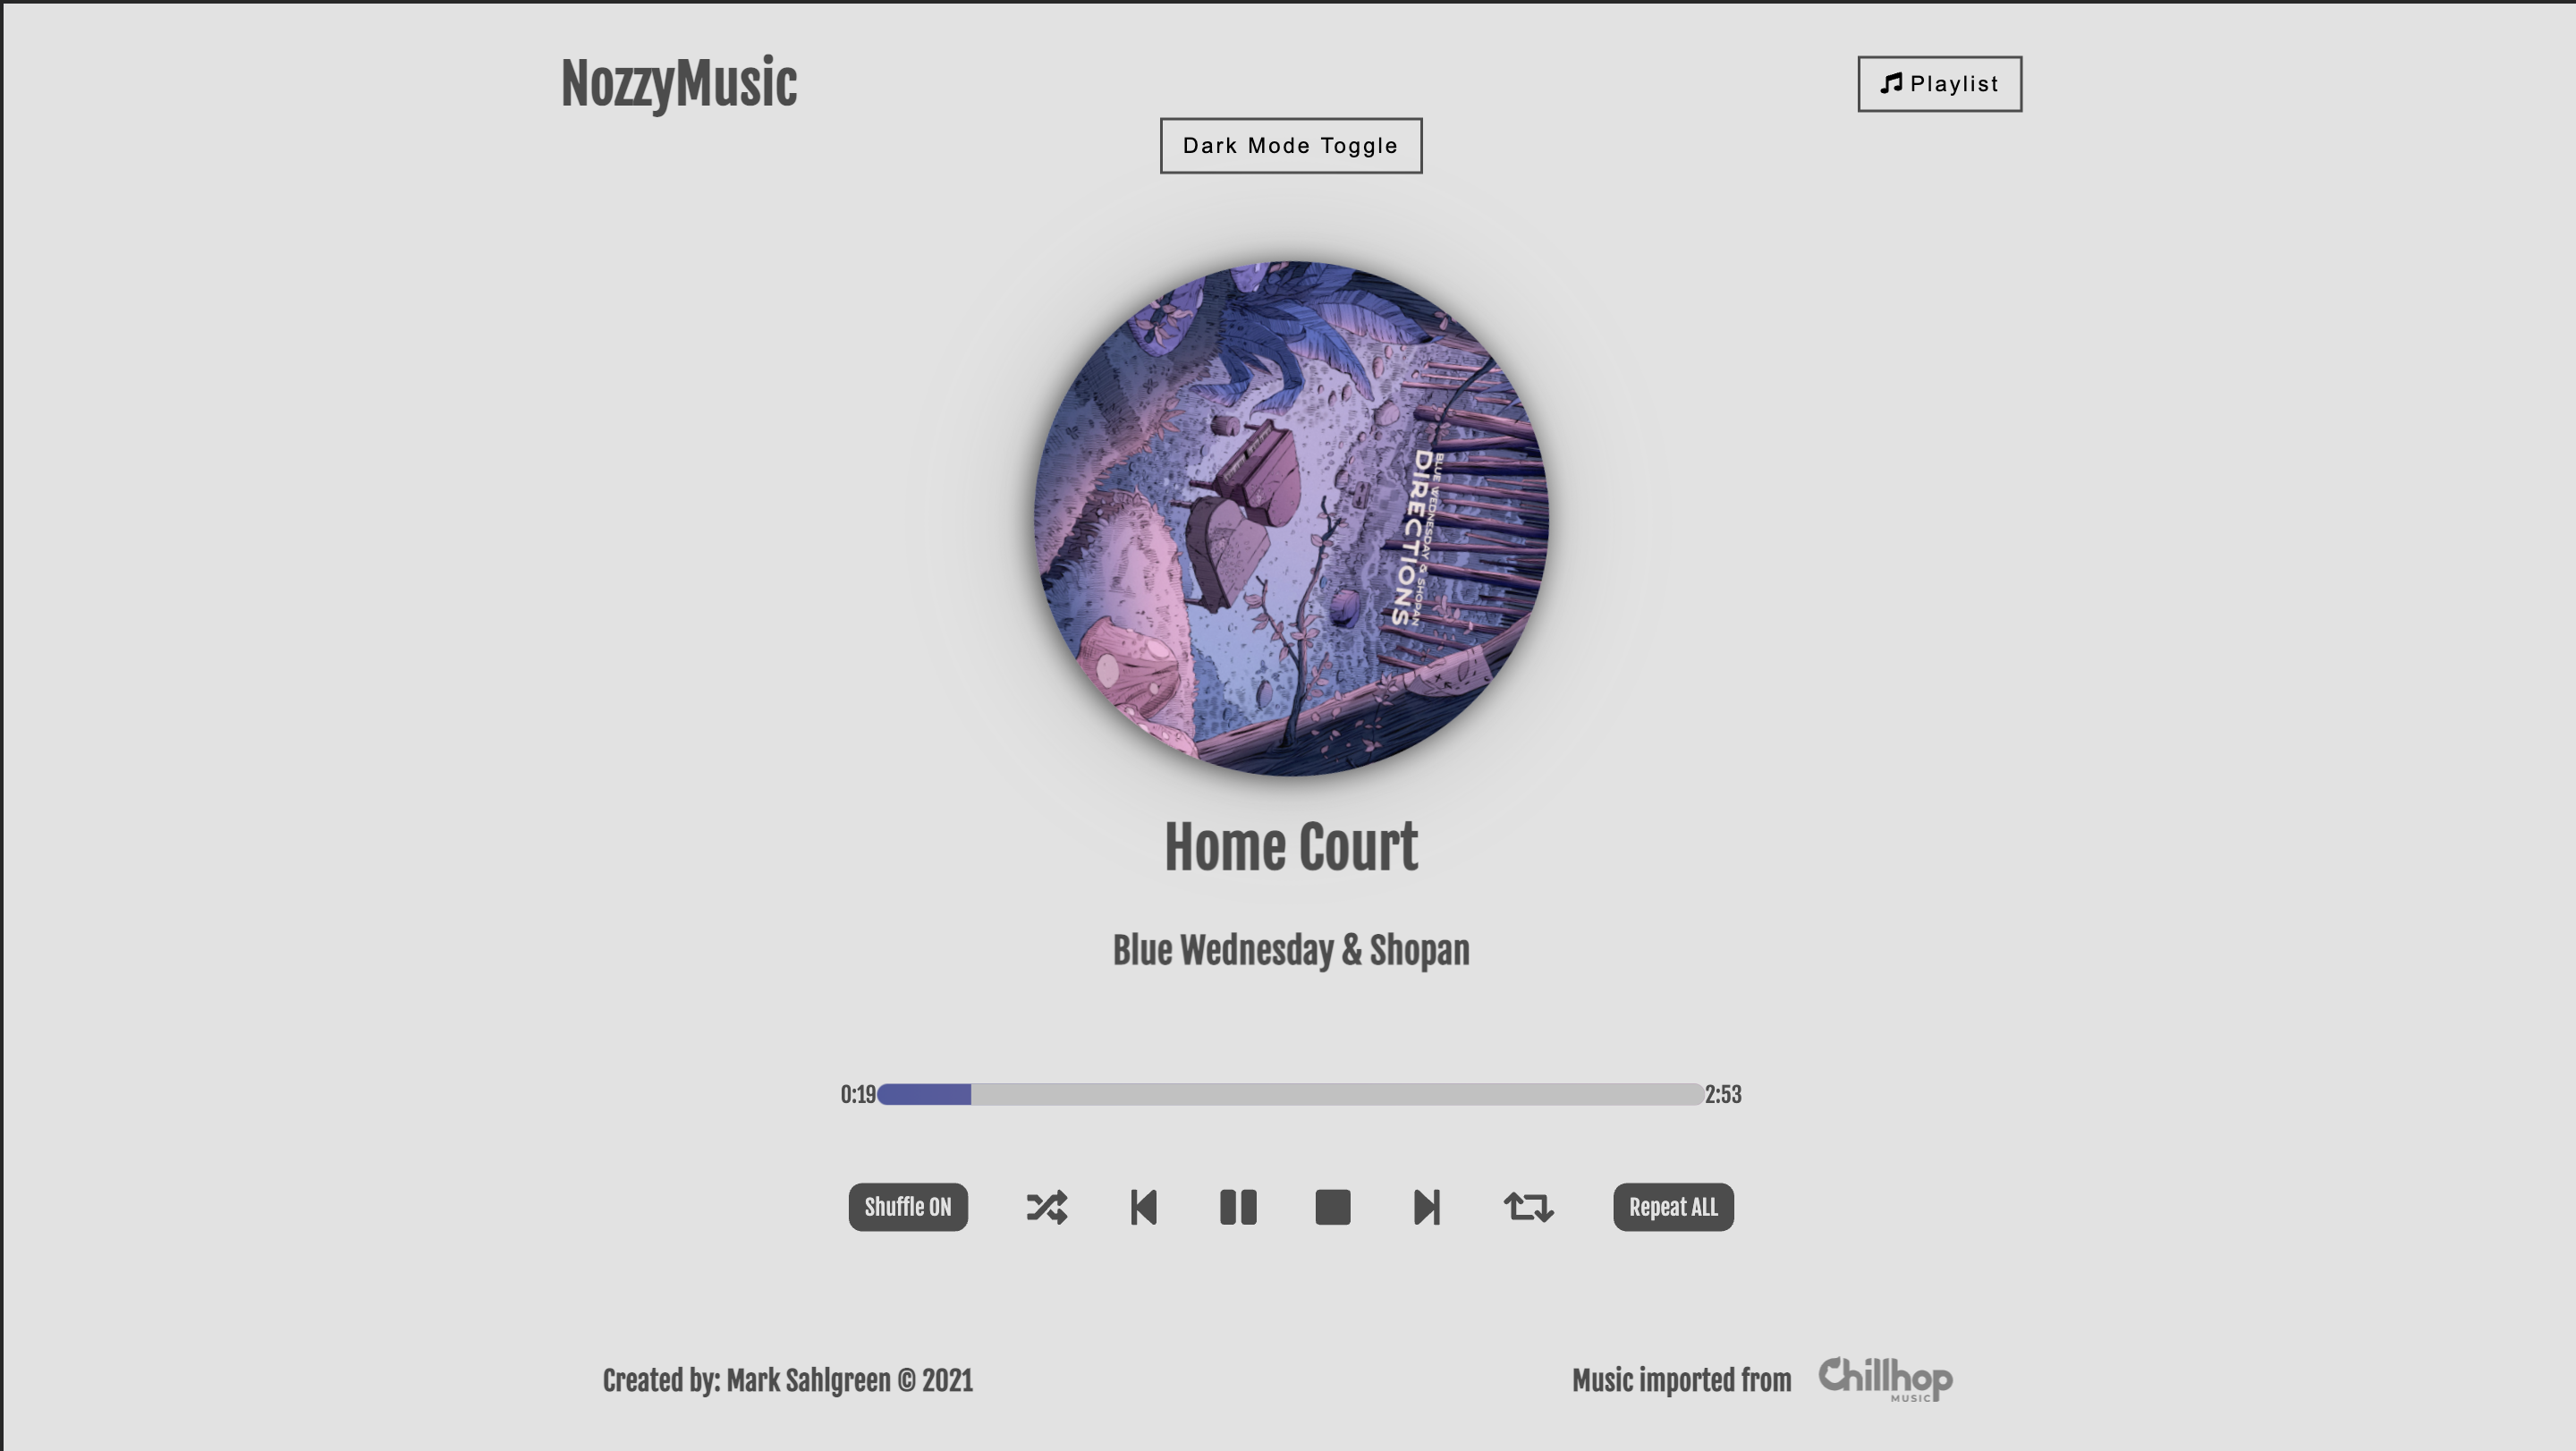 NozzyMusic
Playlist
Dark Mode Toggle
BLUE WEDNESDAY & SHOPAN
DIRECTIONS
Home Court
Blue Wednesday & Shopan
0:19
2:53
Shuffle ON
Repeat ALL
Created by: Mark Sahlgreen © 2021
Music imported from
Chillhop
MUSIC